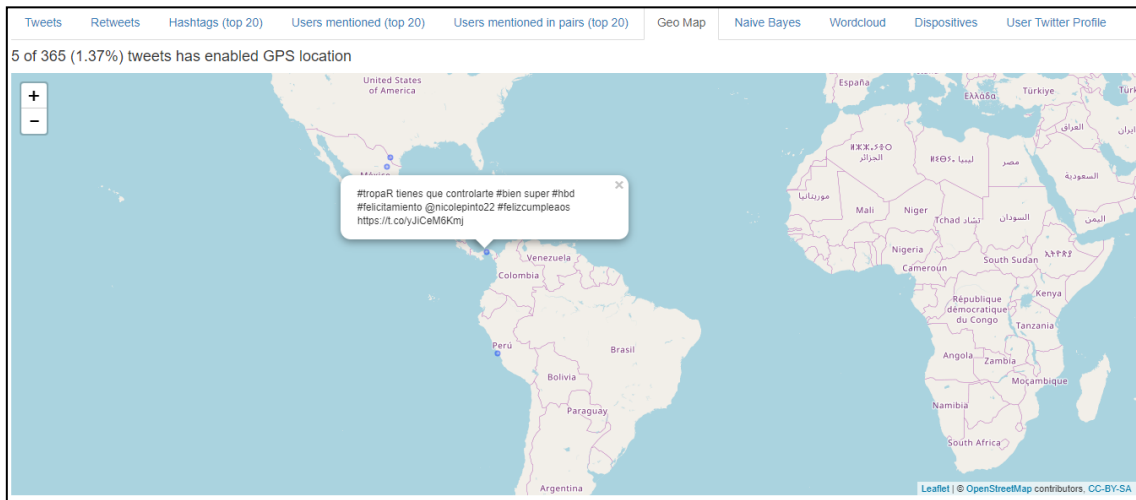 Tweets Retweets Hashtags (top 20) Users mentioned (top 20) Users mentioned in pairs (top 20) Geo Map Naive Bayes Wordcloud Dispositives User Twitter Profile
5 of 365 (1.37%) tweets has enabled GPS location
+
−
United States
of America
España
Ελλάδα
Türkiye
العراق
الجزائر
ليبيا
مصر
السعودية
México
موريتانيا
Mali
Niger
Tchad تشاد
السودان
اليمن
#tropaR tienes que controlarte #bien super #hbd
#felicitamiento @nicolepinto22 #felizcumpleaos
https://t.co/yJiCeM6Kmj
×
Nigeria
South Sudan
Cameroun
Venezuela
Colombia
Kenya
République
démocratique
du Congo
Tanzania
Perú
Brasil
Angola
Zambia
Bolivia
Moçambique
Paraguay
Namibia
South Africa
Argentina
Leaflet | © OpenStreetMap contributors, CC-BY-SA